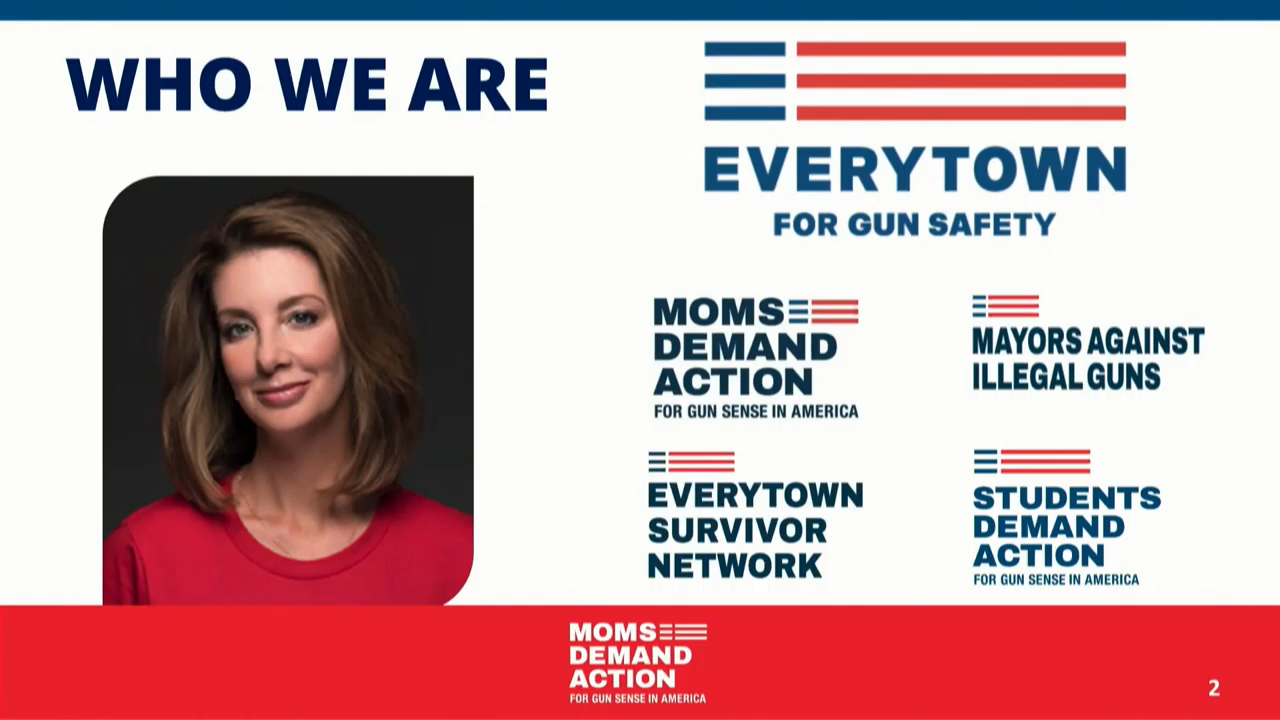 WHO WE ARE
EVERYTOWN
FOR GUN SAFETY
MOMS
DEMAND
ACTION
FOR GUN SENSE IN AMERICA
MAYORS AGAINST
ILLEGAL GUNS
EVERYTOWN
SURVIVOR
NETWORK
STUDENTS
DEMAND
ACTION
FOR GUN SENSE IN AMERICA
MOMS
DEMAND
ACTION
FOR GUN SENSE IN AMERICA
2